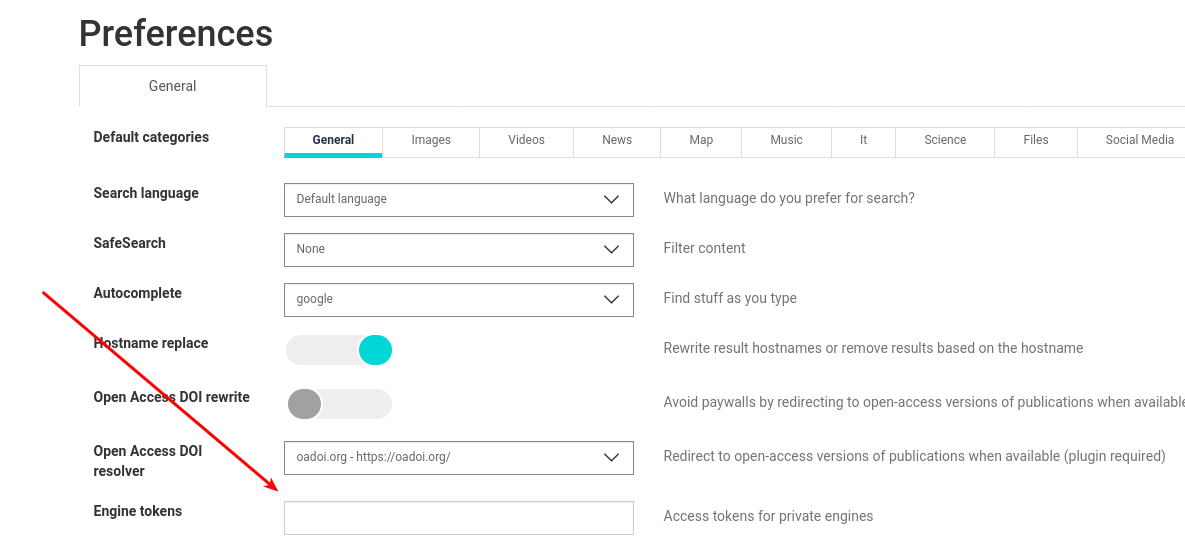 Preferences
General
Default categories
General Images Videos News Map Music It Science Files Social Media
Search language
Default language
What language do you prefer for search?
SafeSearch
None
Filter content
Autocomplete
google
Find stuff as you type
Hostname replace
Rewrite result hostnames or remove results based on the hostname
Open Access DOI rewrite
Avoid paywalls by redirecting to open-access versions of publications when available
Open Access DOI
resolver
oadoi.org - https://oadoi.org/
Redirect to open-access versions of publications when available (plugin required)
Engine tokens
Access tokens for private engines